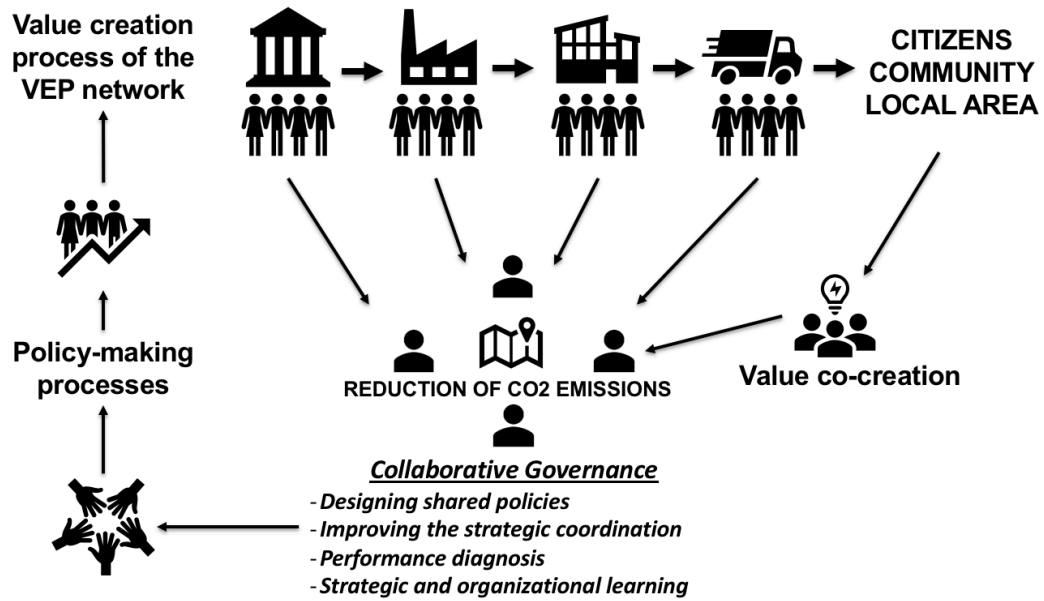 Value creation
process of the
VEP network
CITIZENS
COMMUNITY
LOCAL AREA
Policy-making
processes
REDUCTION OF CO2 EMISSIONS
Value co-creation
Collaborative Governance
- Designing shared policies
- Improving the strategic coordination
- Performance diagnosis
- Strategic and organizational learning